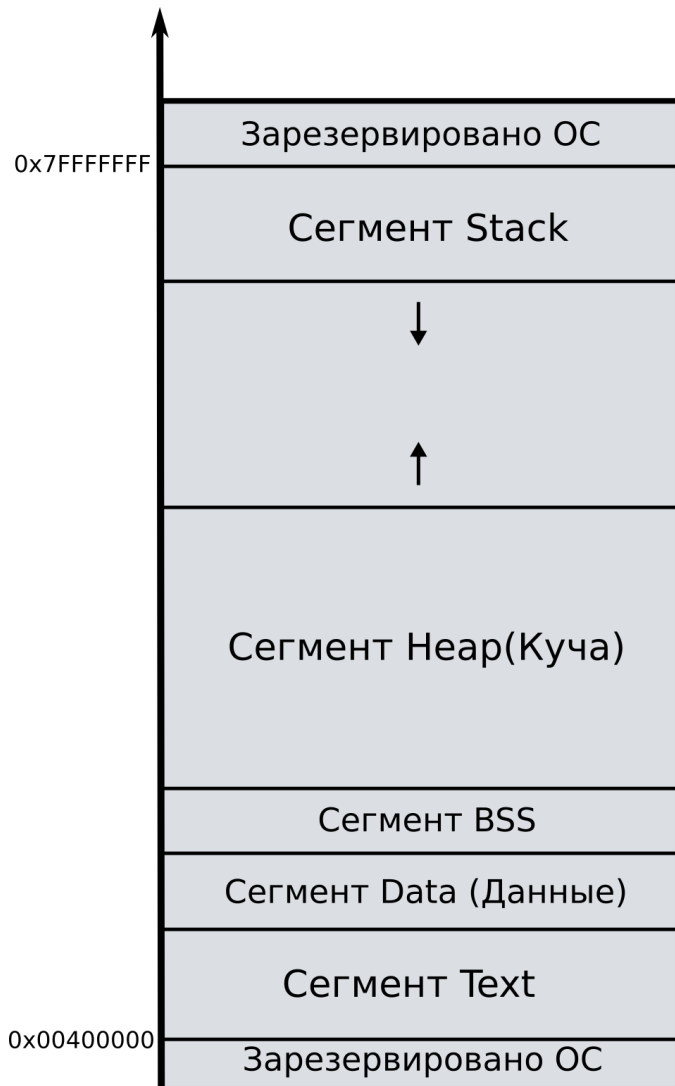 Зарезервировано ОС
0x7FFFFFFF
Сегмент Stack
Сегмент Heap(Куча)
Сегмент BSS
Сегмент Data (Данные)
Сегмент Text
0x00400000
Зарезервировано ОС